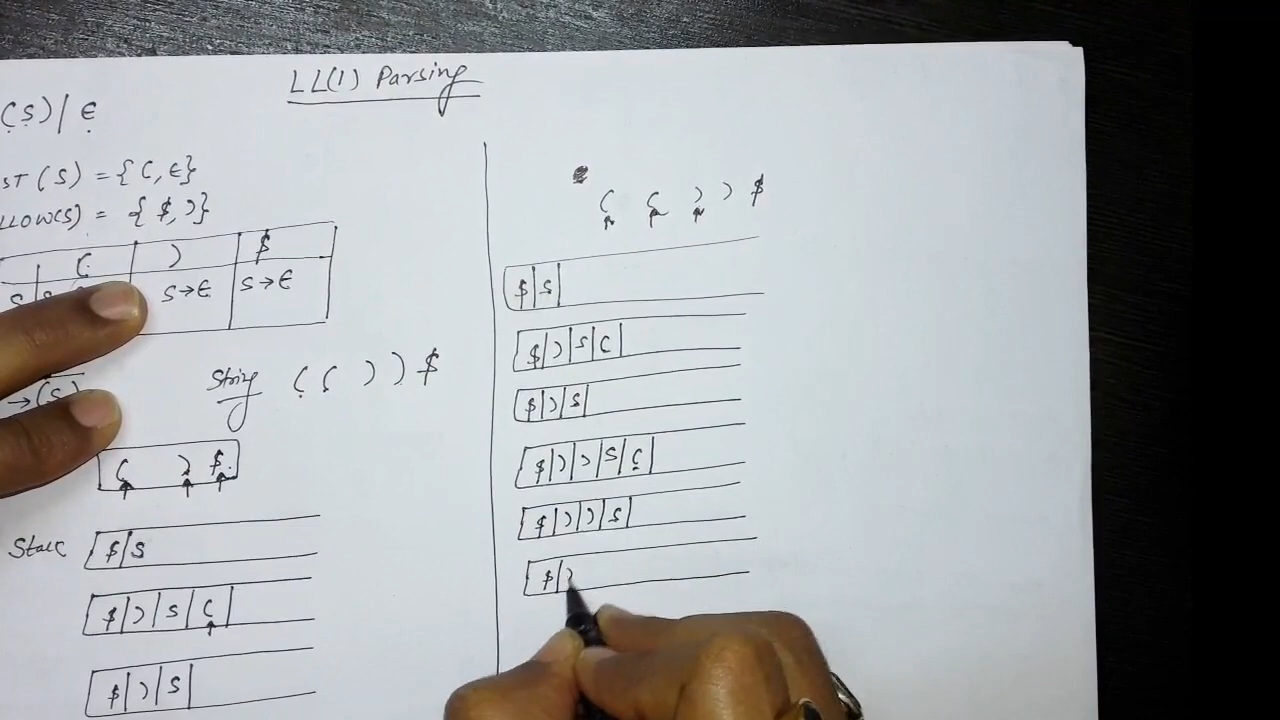 LL(1) Parsing
(S) | ϵ
ST (S) = { (, ϵ}
LLOW(S) = { $, )}
( ) $
S S→ϵ S→ϵ
→(S)
String ( ( ) ) $
( ) $
Stack $ | S
$ | ) | S | (
$ | ) | S
( ( ) ) $
$ | S
$ | ) | S | (
$ | ) | S
$ | ) | ) | S | (
$ | ) | ) | S
$ | )